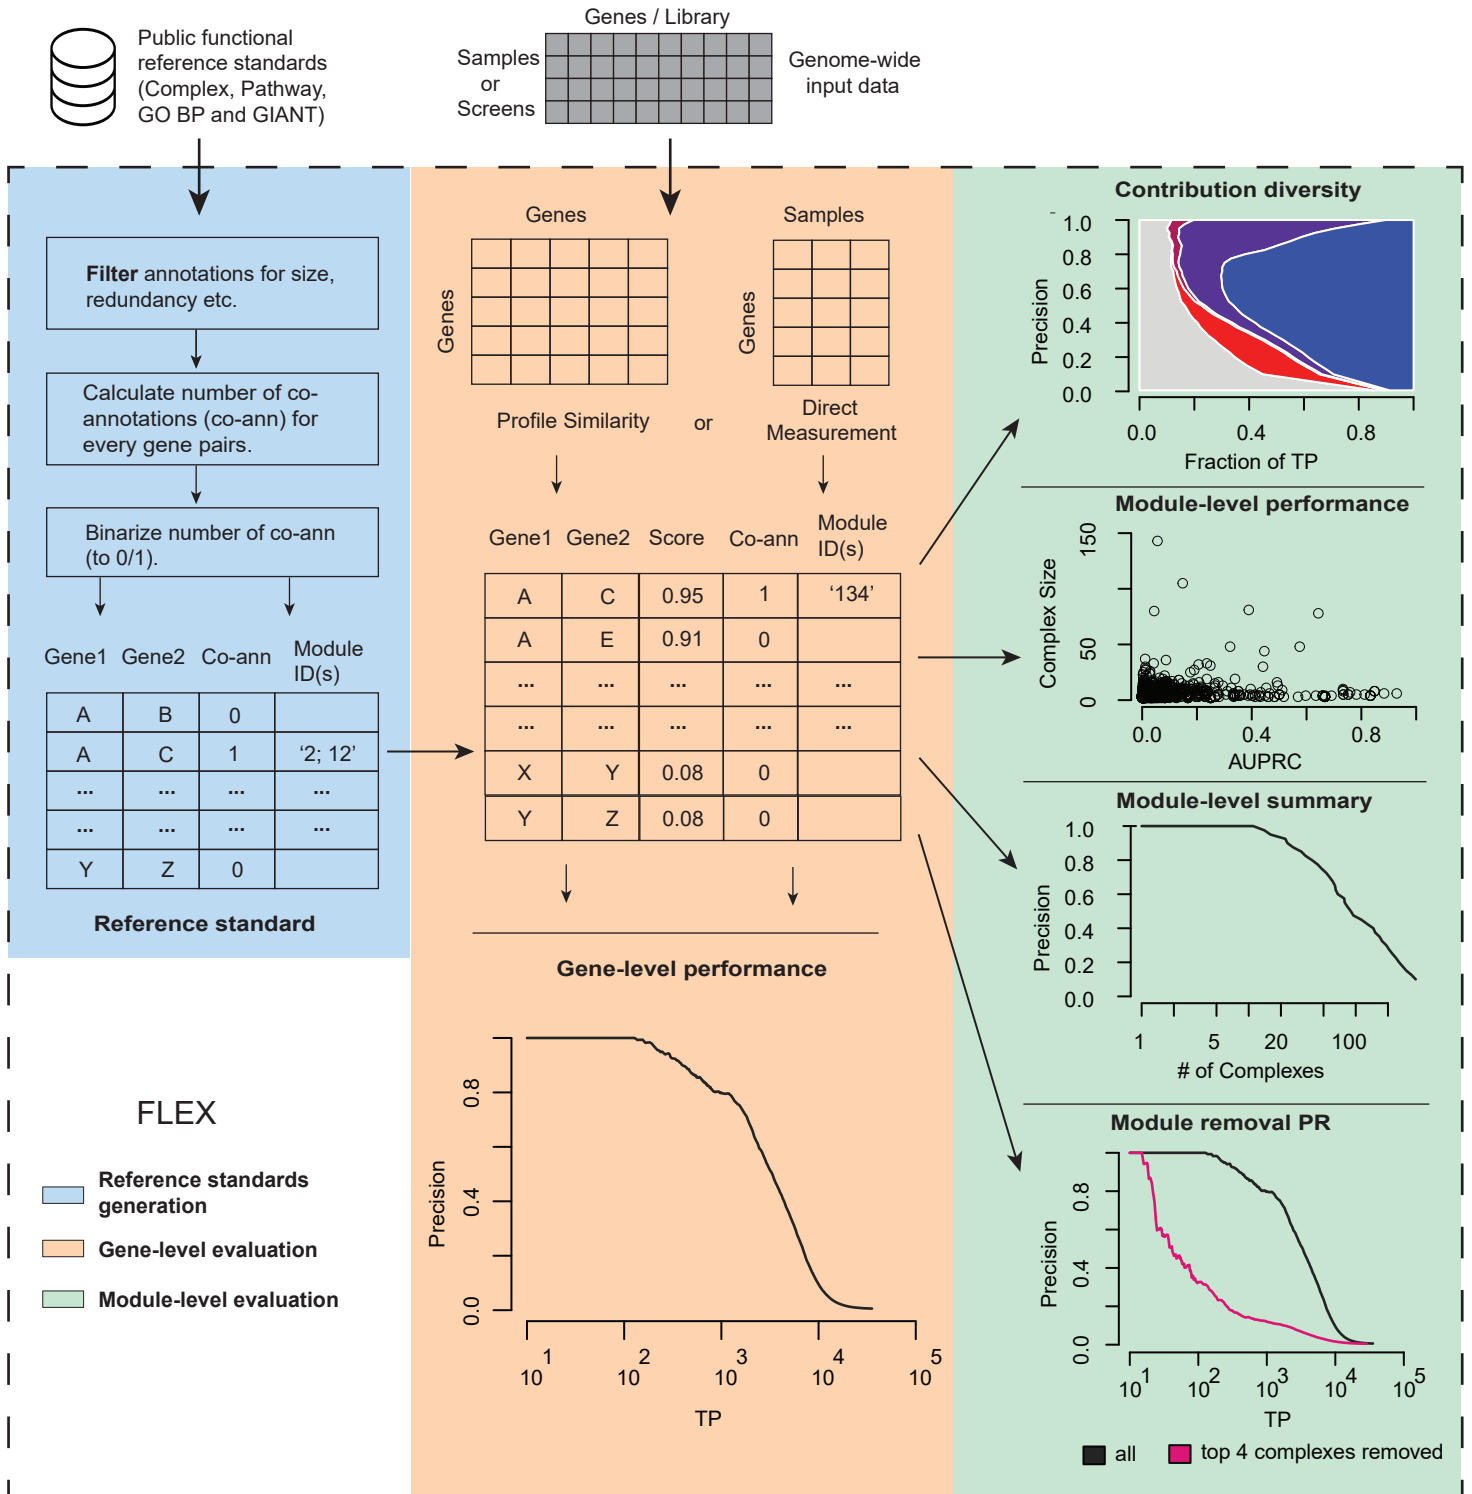 Public functional
reference standards
(Complex, Pathway,
GO BP and GIANT)
Genes / Library
Samples
or
Screens
Genome-wide
input data
Filter annotations for size,
redundancy etc.
Calculate number of co-
annotations (co-ann) for
every gene pairs.
Binarize number of co-ann
(to 0/1).
Gene1 Gene2 Co-ann Module ID(s)
A B 0
A C 1 ‘2; 12’
... ... ... ...
... ... ... ...
Y Z 0
Reference standard
FLEX
Reference standards
generation
Gene-level evaluation
Module-level evaluation
Genes
Genes
Samples
Genes
Profile Similarity or Direct
Measurement
Gene1 Gene2 Score Co-ann Module ID(s)
A C 0.95 1 ‘134’
A E 0.91 0
... ... ... ... ...
... ... ... ... ...
X Y 0.08 0
Y Z 0.08 0
Gene-level performance
Precision
0.8
0.4
0.0
10^1 10^2 10^3 10^4 10^5
TP
Contribution diversity
Precision
1.0
0.8
0.6
0.4
0.2
0.0
0.0 0.4 0.8
Fraction of TP
Module-level performance
Complex Size
150
50
0
0.0 0.4 0.8
AUPRC
Module-level summary
Precision
1.0
0.8
0.6
0.4
0.2
0.0
1 5 20 100
# of Complexes
Module removal PR
Precision
0.8
0.4
0.0
10^1 10^2 10^3 10^4 10^5
TP
all top 4 complexes removed